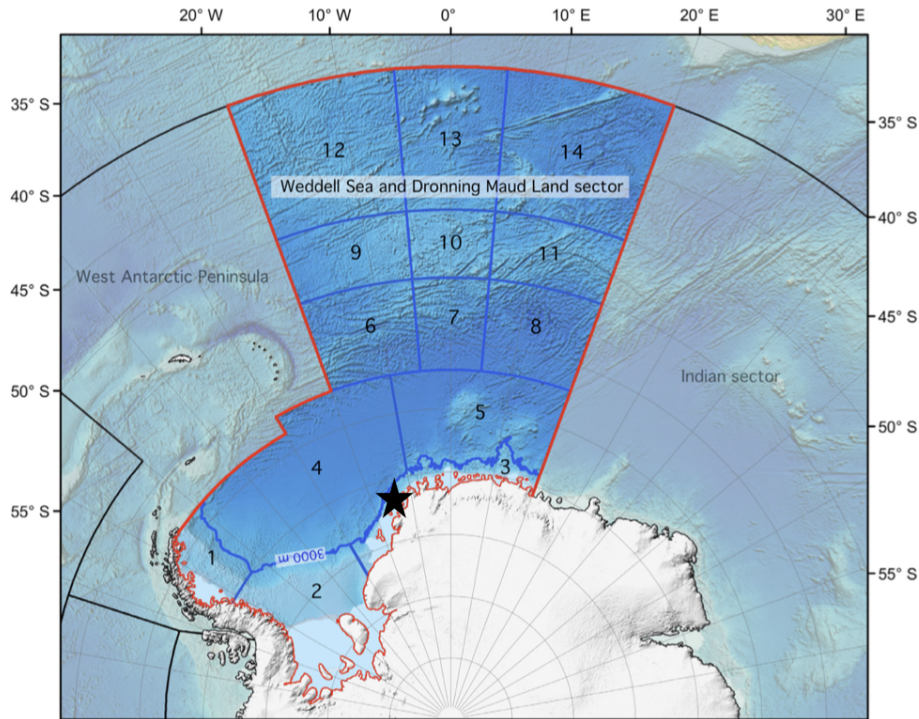 20° W 10° W 0° 10° E 20° E 30° E
35° S 35° S
12 13 14
Weddell Sea and Dronning Maud Land sector
40° S 40° S
9 10 11
West Antarctic Peninsula
45° S 45° S
6 7 8
Indian sector
50° S 50° S
5
4 3
55° S 55° S
1 3000 m
2